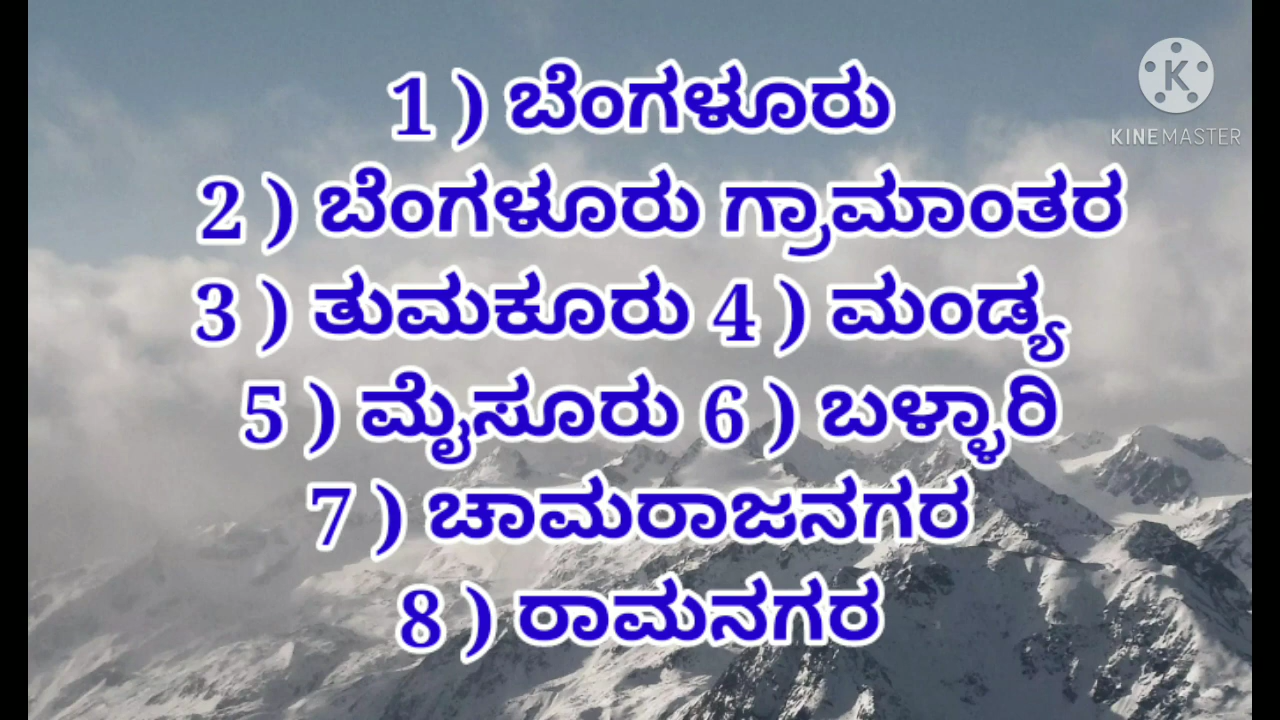 1 ) ಬೆಂಗಳೂರು
2 ) ಬೆಂಗಳೂರು ಗ್ರಾಮಾಂತರ
3 ) ತುಮಕೂರು 4 ) ಮಂಡ್ಯ
5 ) ಮೈಸೂರು 6 ) ಬಳ್ಳಾರಿ
7 ) ಚಾಮರಾಜನಗರ
8 ) ರಾಮನಗರ
K
KINEMASTER